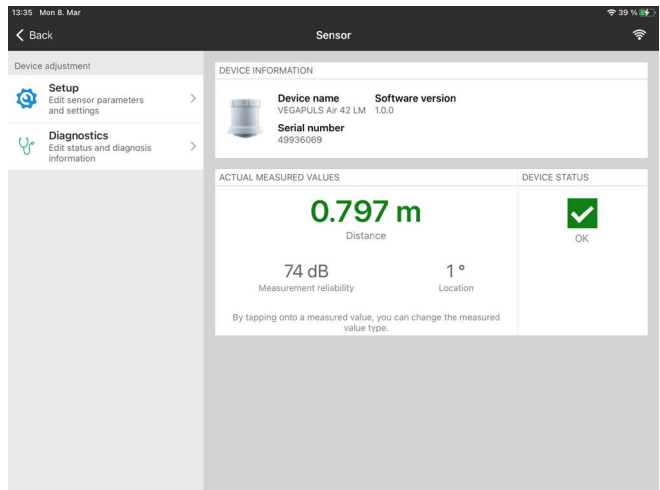 13:35 Mon 8. Mar
39 %
Back
Sensor
Device adjustment
Setup
Edit sensor parameters
and settings
Diagnostics
Edit status and diagnosis
information
DEVICE INFORMATION
Device name Software version
VEGAPULS Air 42 LM 1.0.0
Serial number
49936069
ACTUAL MEASURED VALUES
0.797 m
Distance
74 dB 1 °
Measurement reliability Location
By tapping onto a measured value, you can change the measured
value type.
DEVICE STATUS
OK